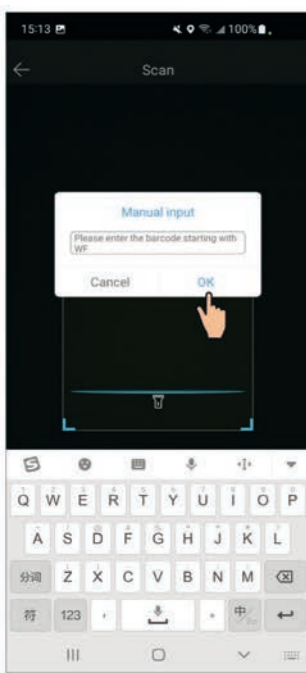 15:13
100%
Scan
Manual input
Please enter the barcode starting with
WF
Cancel
OK
Q W E R T Y U I O P
A S D F G H J K L
分词 Z X C V B N M
符 123 , 。 中/